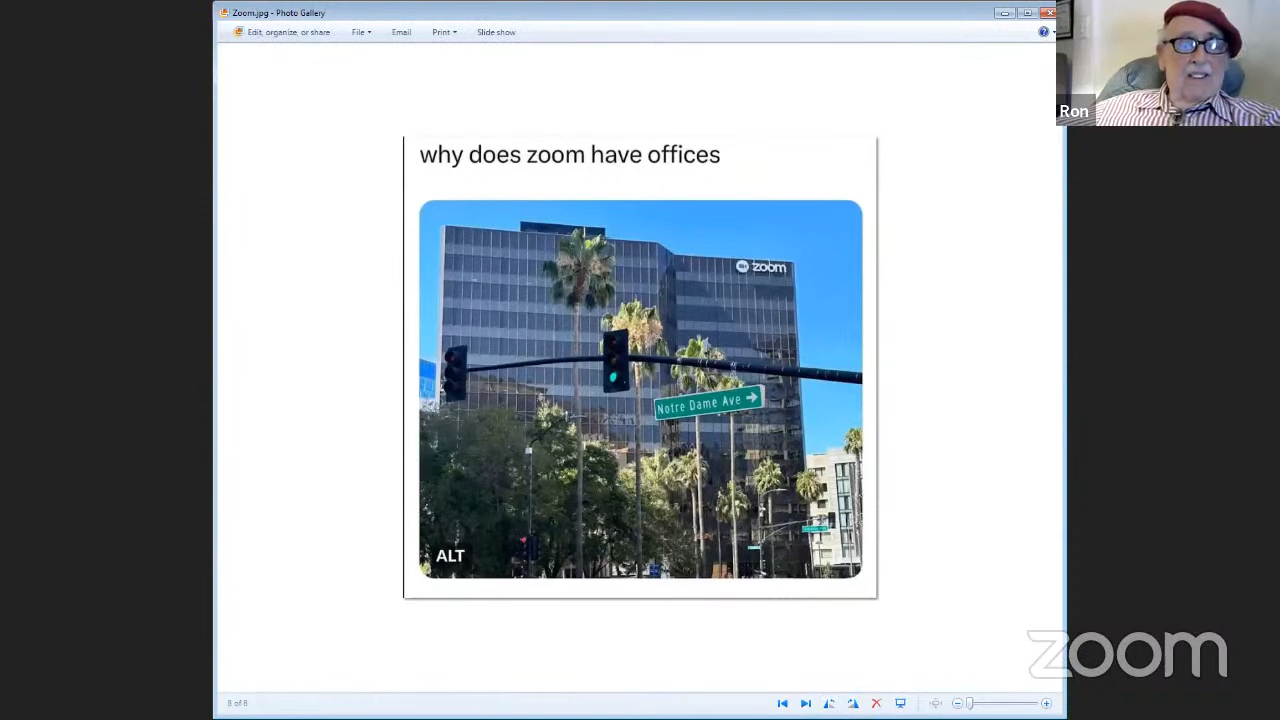 Zoom.jpg - Photo Gallery
Edit, organize, or share
File
Email
Print
Slide show
Ron
why does zoom have offices
zoom
Notre Dame Ave
ALT
zoom
8 of 8